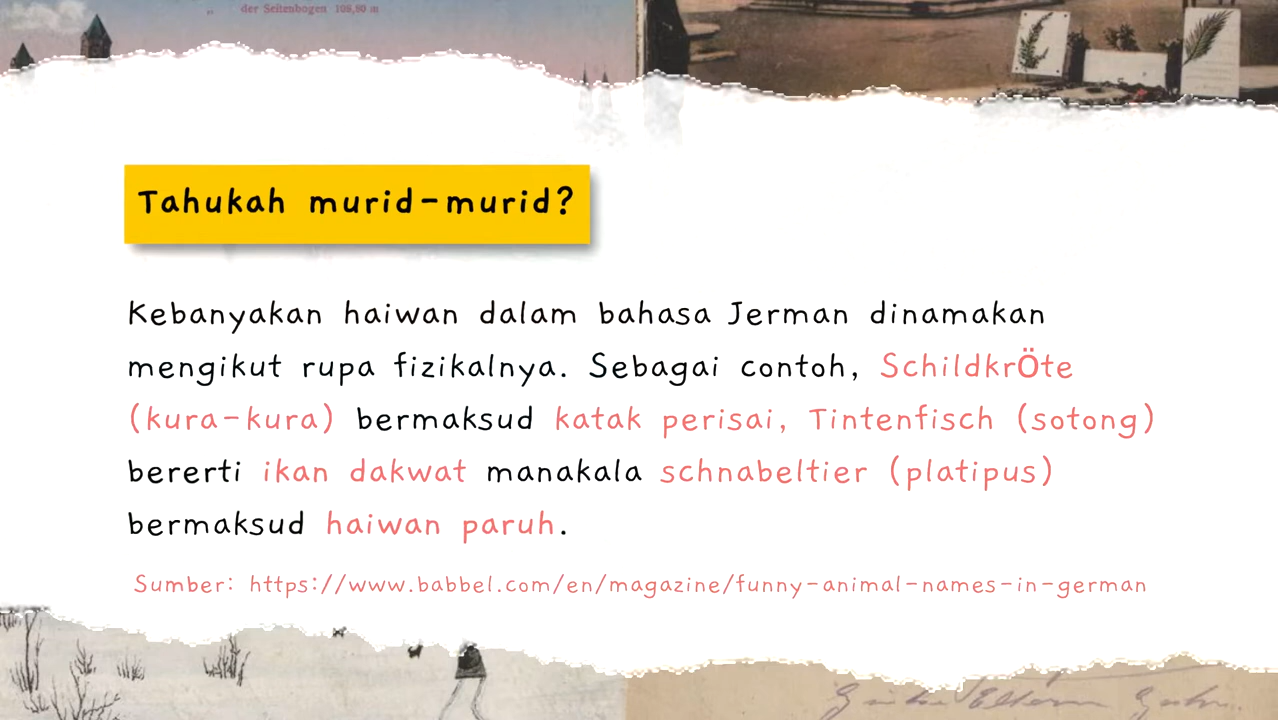 „ der Seitenbogen 108,80 m
Tahukah murid-murid?
Kebanyakan haiwan dalam bahasa Jerman dinamakan
mengikut rupa fizikalnya. Sebagai contoh, SchildkrÖte
(kura-kura) bermaksud katak perisai, Tintenfisch (sotong)
bererti ikan dakwat manakala schnabeltier (platipus)
bermaksud haiwan paruh.
Sumber: https://www.babbel.com/en/magazine/funny-animal-names-in-german